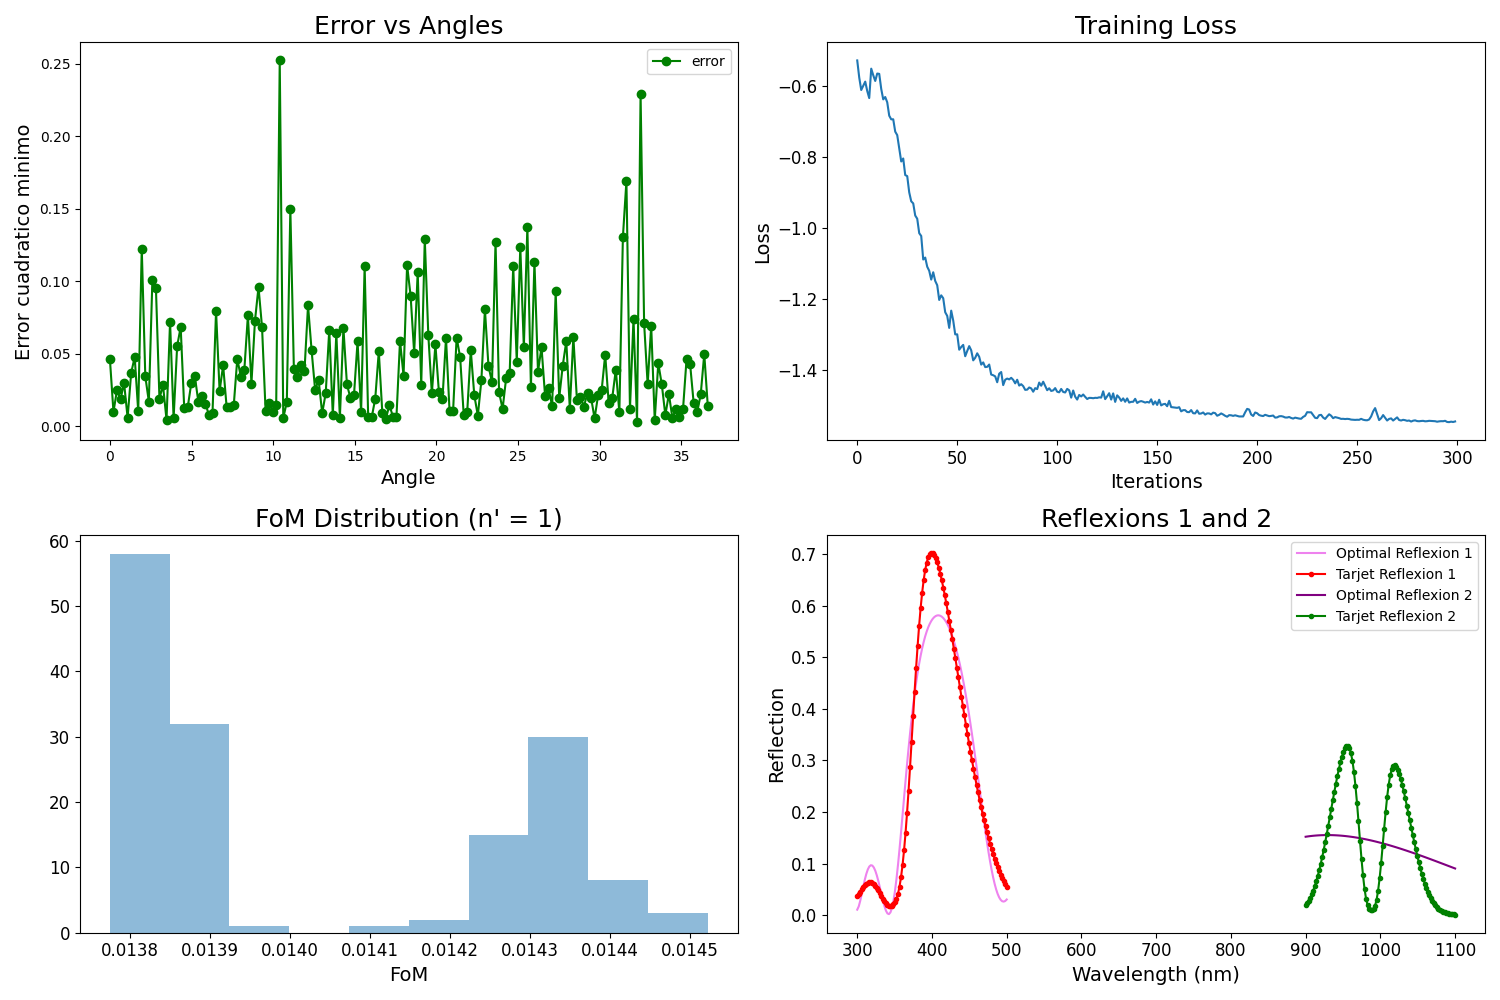 Error vs Angles
error
0.25
0.20
0.15
0.10
0.05
0.00
Error cuadratico minimo
0 5 10 15 20 25 30 35
Angle
Training Loss
−0.6
−0.8
−1.0
−1.2
−1.4
Loss
0 50 100 150 200 250 300
Iterations
FoM Distribution (n' = 1)
60
50
40
30
20
10
0
0.0138 0.0139 0.0140 0.0141 0.0142 0.0143 0.0144 0.0145
FoM
Reflexions 1 and 2
Optimal Reflexion 1
Tarjet Reflexion 1
Optimal Reflexion 2
Tarjet Reflexion 2
0.7
0.6
0.5
0.4
0.3
0.2
0.1
0.0
Reflection
300 400 500 600 700 800 900 1000 1100
Wavelength (nm)